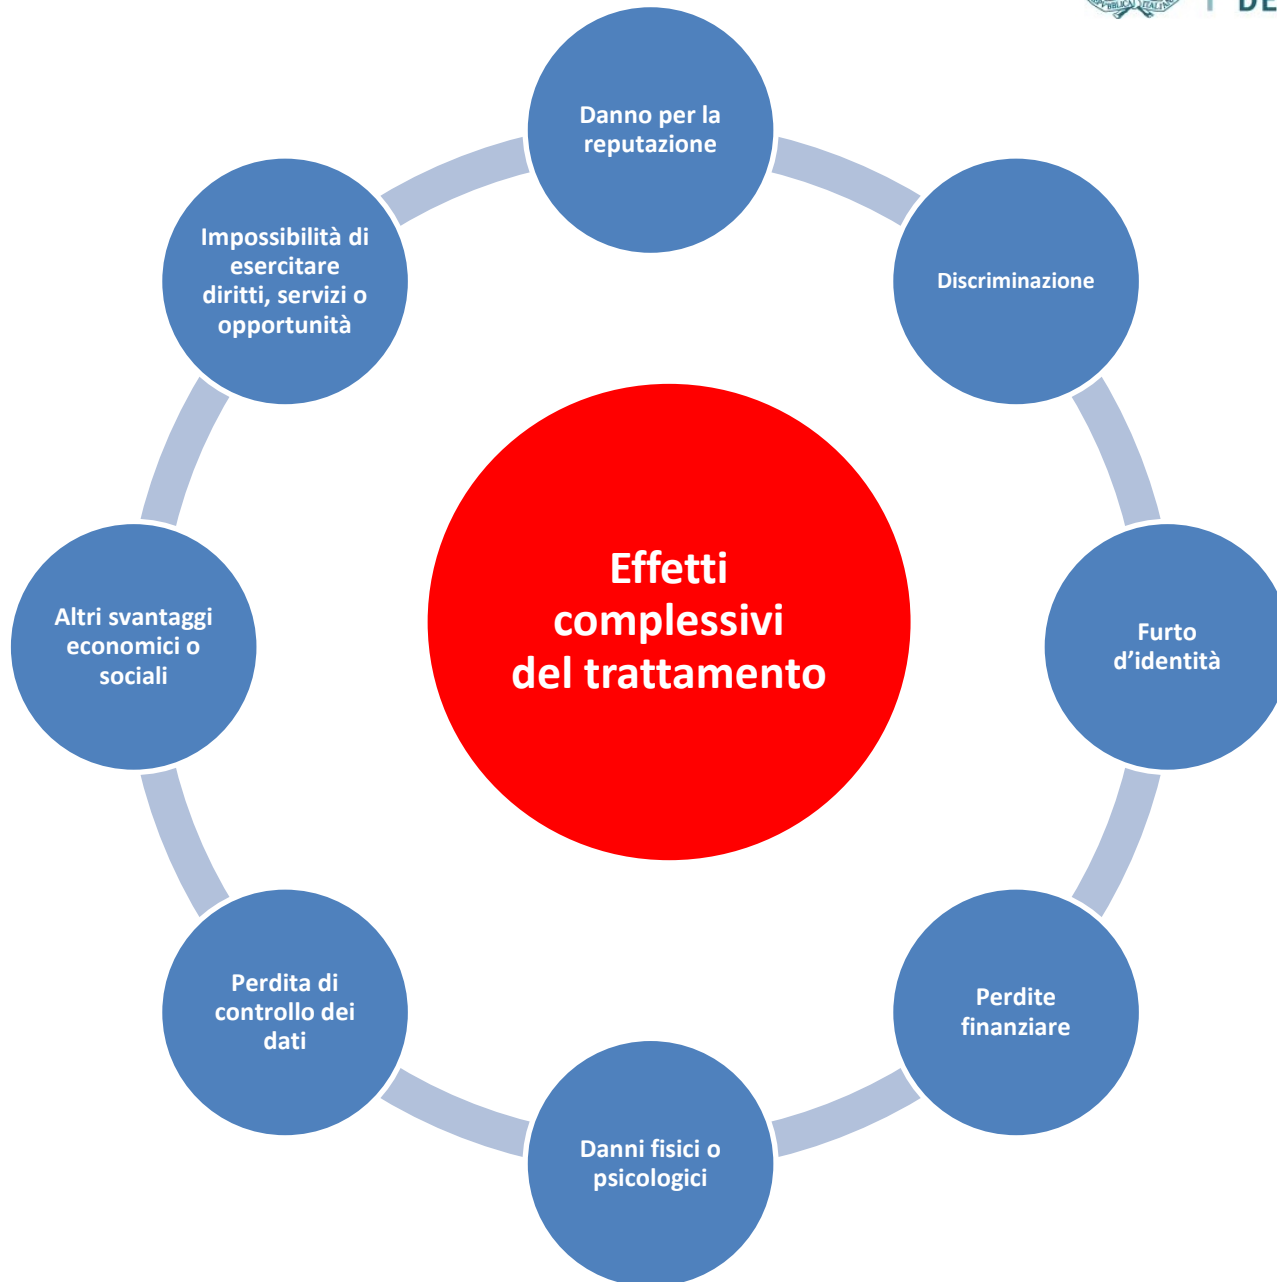 DE
Danno per la
reputazione
Discriminazione
Furto
d’identità
Perdite
finanziare
Danni fisici o
psicologici
Perdita di
controllo dei
dati
Altri svantaggi
economici o
sociali
Impossibilità di
esercitare
diritti, servizi o
opportunità
Effetti
complessivi
del trattamento